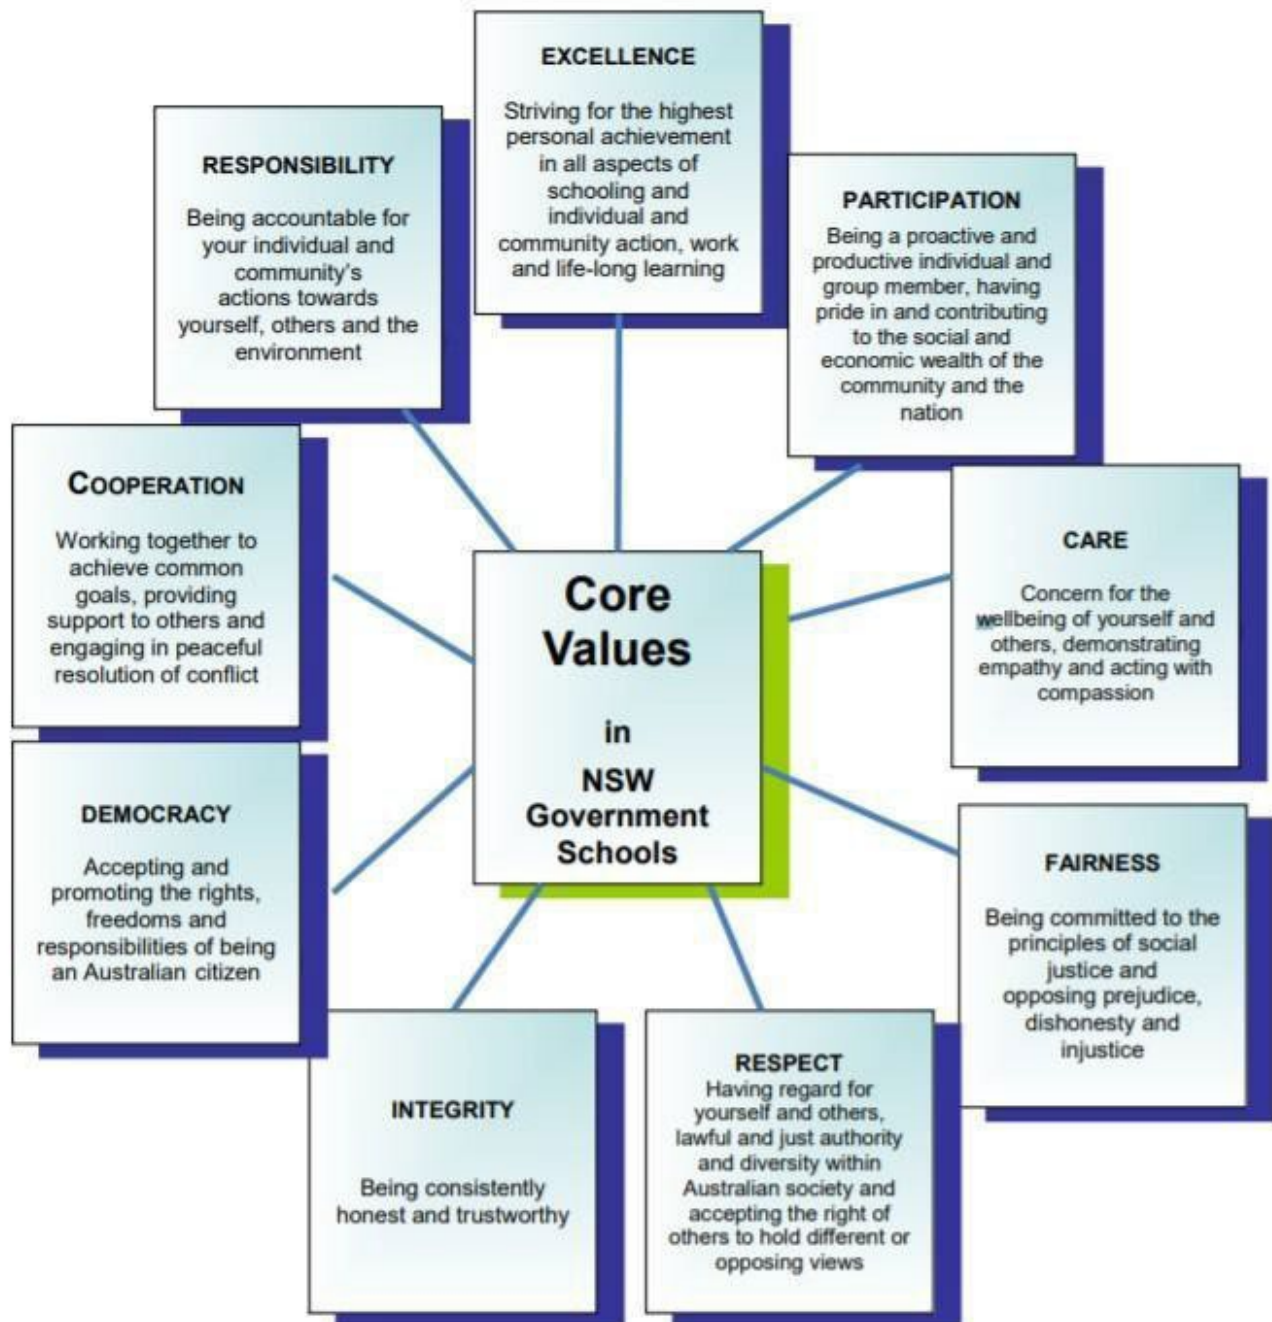 EXCELLENCE
Striving for the highest
personal achievement
in all aspects of
schooling and
individual and
community action, work
and life-long learning
RESPONSIBILITY
Being accountable for
your individual and
community's
actions towards
yourself, others and the
environment
PARTICIPATION
Being a proactive and
productive individual and
group member, having
pride in and contributing
to the social and
economic wealth of the
community and the
nation
COOPERATION
Working together to
achieve common
goals, providing
support to others and
engaging in peaceful
resolution of conflict
Core
Values
in
NSW
Government
Schools
CARE
Concern for the
wellbeing of yourself and
others, demonstrating
empathy and acting with
compassion
DEMOCRACY
Accepting and
promoting the rights,
freedoms and
responsibilities of being
an Australian citizen
FAIRNESS
Being committed to the
principles of social
justice and
opposing prejudice,
dishonesty and
injustice
INTEGRITY
Being consistently
honest and trustworthy
RESPECT
Having regard for
yourself and others,
lawful and just authority
and diversity within
Australian society and
accepting the right of
others to hold different or
opposing views